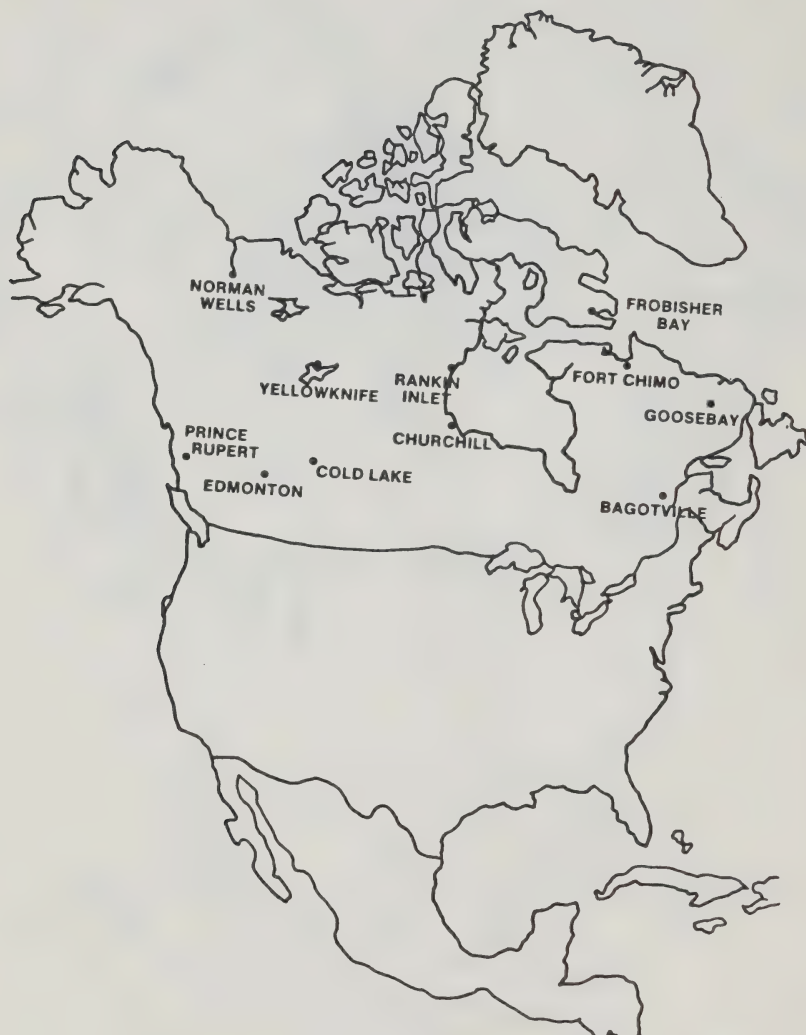 NORMAN
WELLS
FROBISHER
BAY
YELLOWKNIFE
RANKIN
INLET
FORT CHIMO
GOOSEBAY
CHURCHILL
PRINCE
RUPERT
COLD LAKE
EDMONTON
BAGOTVILLE